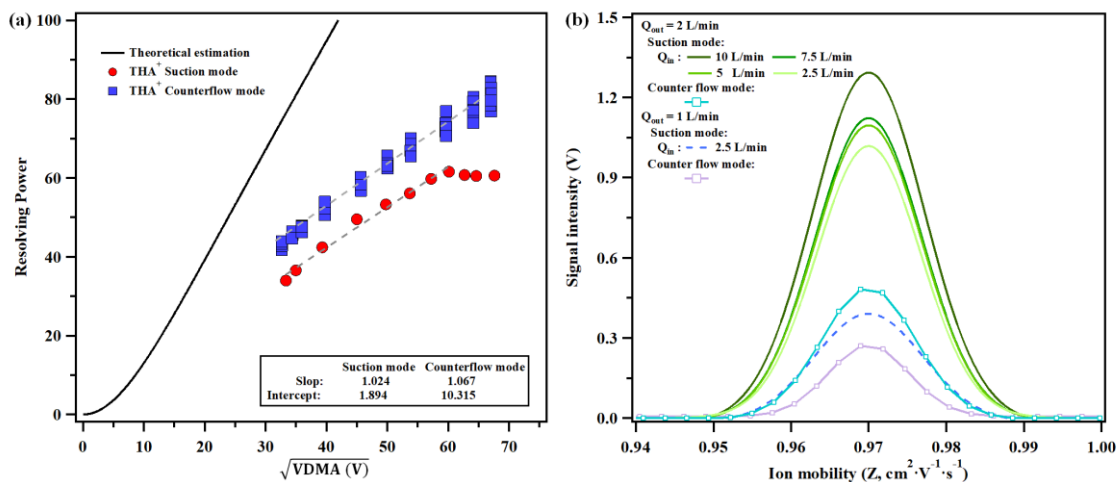 (a)
100
80
60
40
20
0
Resolving Power
Theoretical estimation
THA+ Suction mode
THA+ Counterflow mode
Suction mode Counterflow mode
Slop: 1.024 1.067
Intercept: 1.894 10.315
0 10 20 30 40 50 60 70
√VDMA (V)
(b)
1.5
1.2
0.9
0.6
0.3
0.0
Signal intensity (V)
Qout = 2 L/min
Suction mode:
Qin : 10 L/min 7.5 L/min
5 L/min 2.5 L/min
Counter flow mode:
Qout = 1 L/min
Suction mode:
Qin : 2.5 L/min
Counter flow mode:
0.94 0.95 0.96 0.97 0.98 0.99 1.00
Ion mobility (Z, cm²·V⁻¹·s⁻¹)